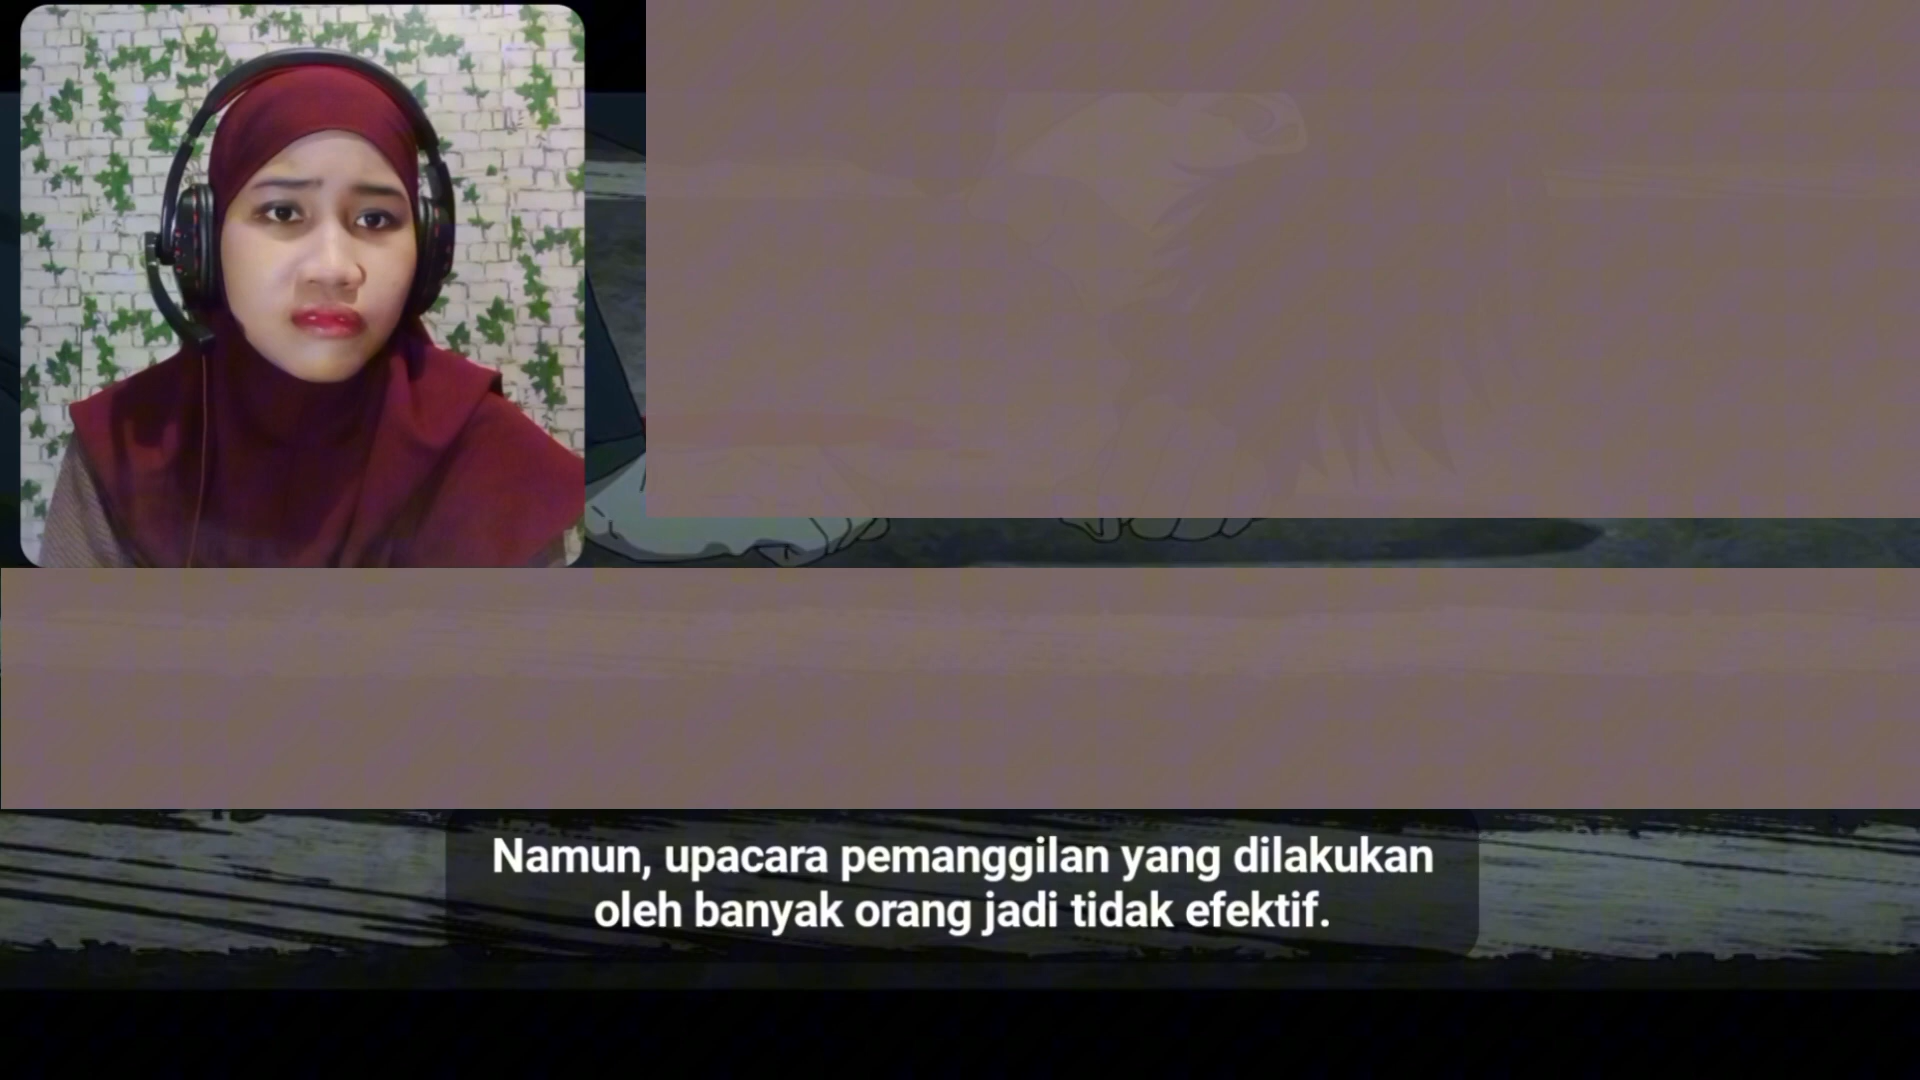 Namun, upacara pemanggilan yang dilakukan
oleh banyak orang jadi tidak efektif.